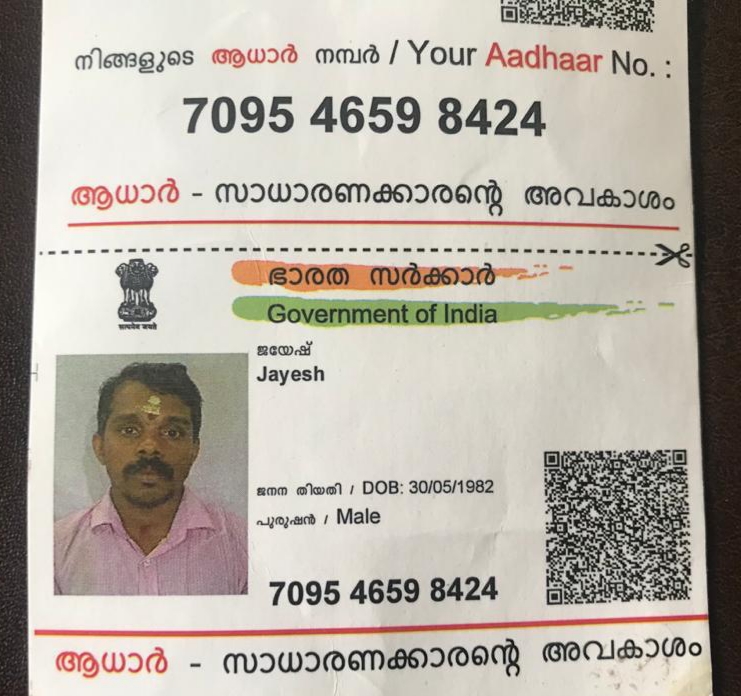 നിങ്ങളുടെ ആധാർ നമ്പർ / Your Aadhaar No. :
7095 4659 8424
ആധാർ - സാധാരണക്കാരന്റെ അവകാശം
ഭാരത സർക്കാർ
Government of India
सत्यमेव जयते
ജയേഷ്
Jayesh
ജനന തിയതി / DOB: 30/05/1982
പുരുഷൻ / Male
7095 4659 8424
ആധാർ - സാധാരണക്കാരന്റെ അവകാശം